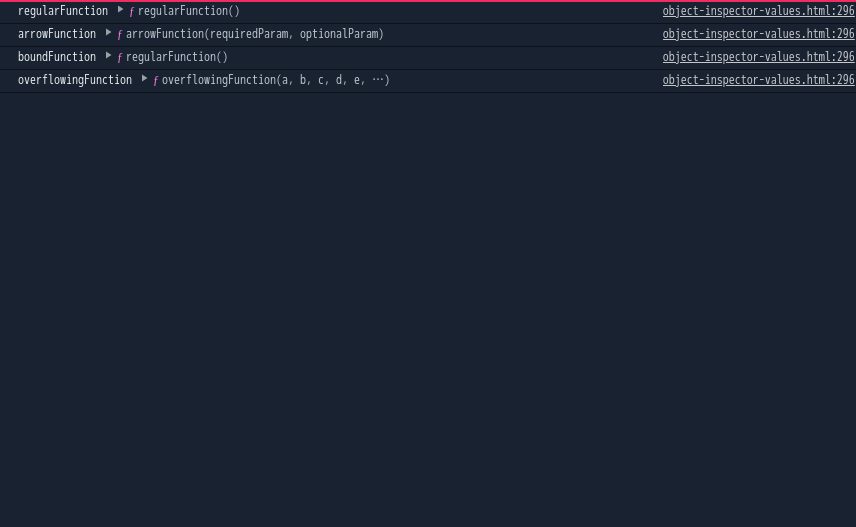 regularFunction ▶ ƒ regularFunction() object-inspector-values.html:296
arrowFunction ▶ ƒ arrowFunction(requiredParam, optionalParam) object-inspector-values.html:296
boundFunction ▶ ƒ regularFunction() object-inspector-values.html:296
overflowingFunction ▶ ƒ overflowingFunction(a, b, c, d, e, …) object-inspector-values.html:296